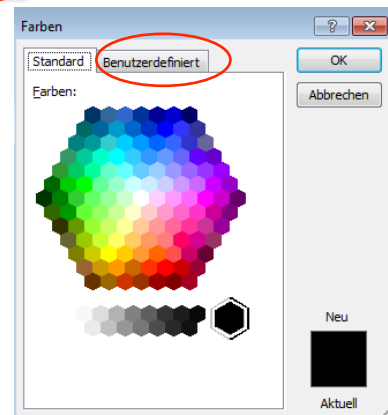 Farben
Standard Benutzerdefiniert
OK
Farben:
Abbrechen
Neu
Aktuell